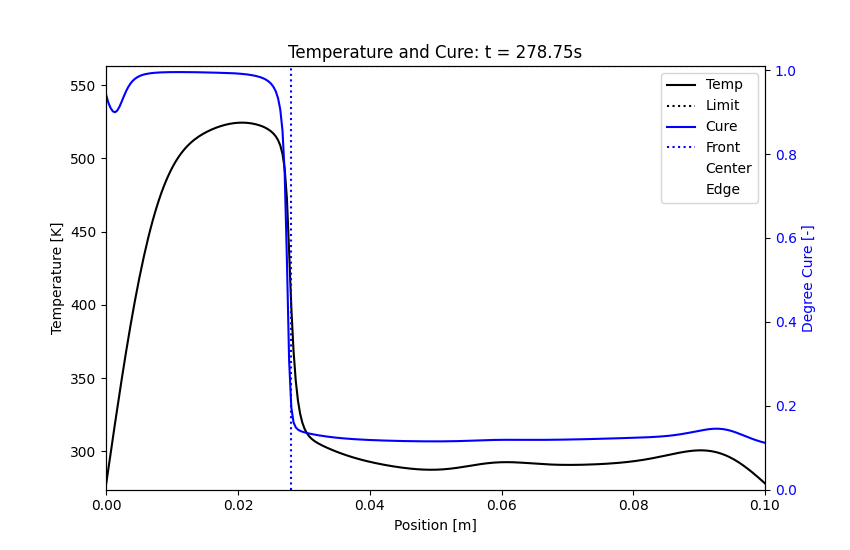 Temperature and Cure: t = 278.75s
Temperature [K]
550
500
450
400
350
300
Temp
Limit
Cure
Front
Center
Edge
1.0
0.8
0.6
0.4
0.2
0.0
Degree Cure [-]
0.00
0.02
0.04
0.06
0.08
0.10
Position [m]